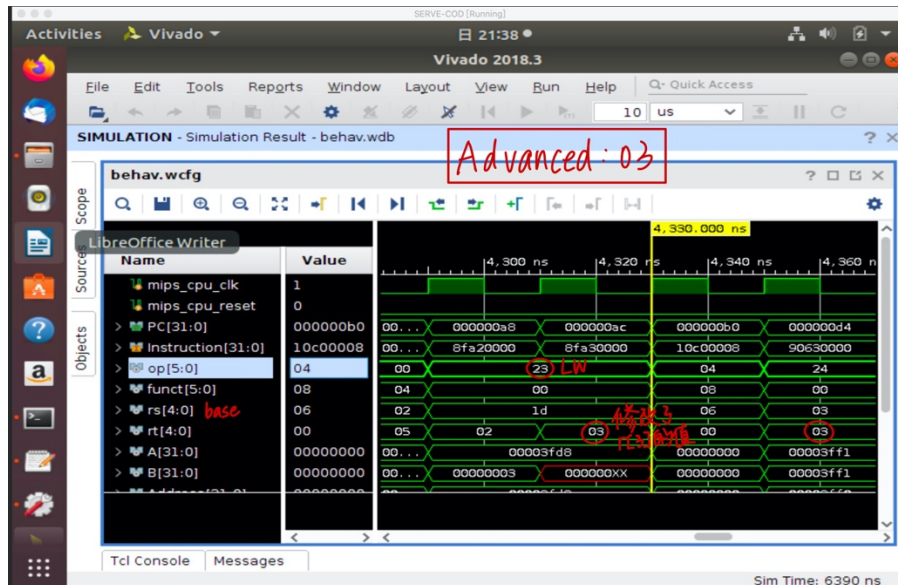 SERVE-COD [Running]
Activities Vivado 日 21:38
Vivado 2018.3
File Edit Tools Reports Window Layout View Run Help Q- Quick Access
10 us
SIMULATION - Simulation Result - behav.wdb ? X
Advanced: 03
behav.wcfg
Scope
Sources
Objects
LibreOffice Writer
Name Value
4,330.000 ns
4,300 ns 4,320 4,340 ns 4,360 n
mips_cpu_clk 1
mips_cpu_reset 0
PC[31:0] 000000b0 00... 000000a8 000000ac 000000b0 000000d4
Instruction[31:0] 10c00008 00... 8fa20000 8fa30000 10c00008 90630000
op[5:0] 04 00 23 LW 04 24
funct[5:0] 08 04 00 08 00
rs[4:0] base 06 02 1d 06 03
rt[4:0] 00 05 02 03 00 03
A[31:0] 00000000 00... 00003fd8 00000000 00003ff1
B[31:0] 00000000 00... 00000003 000000XX 00000000 00003ff1
Tcl Console Messages
Sim Time: 6390 ns